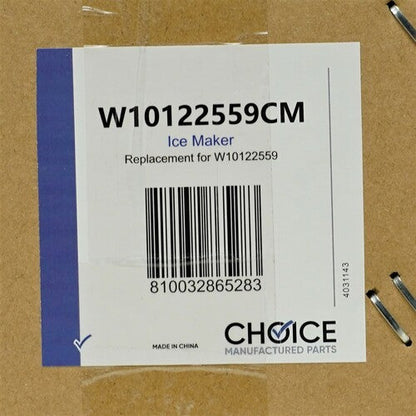 W10122559CM
Ice Maker
Replacement for W10122559
810032865283
4031143
MADE IN CHINA
CHOICE
MANUFACTURED PARTS